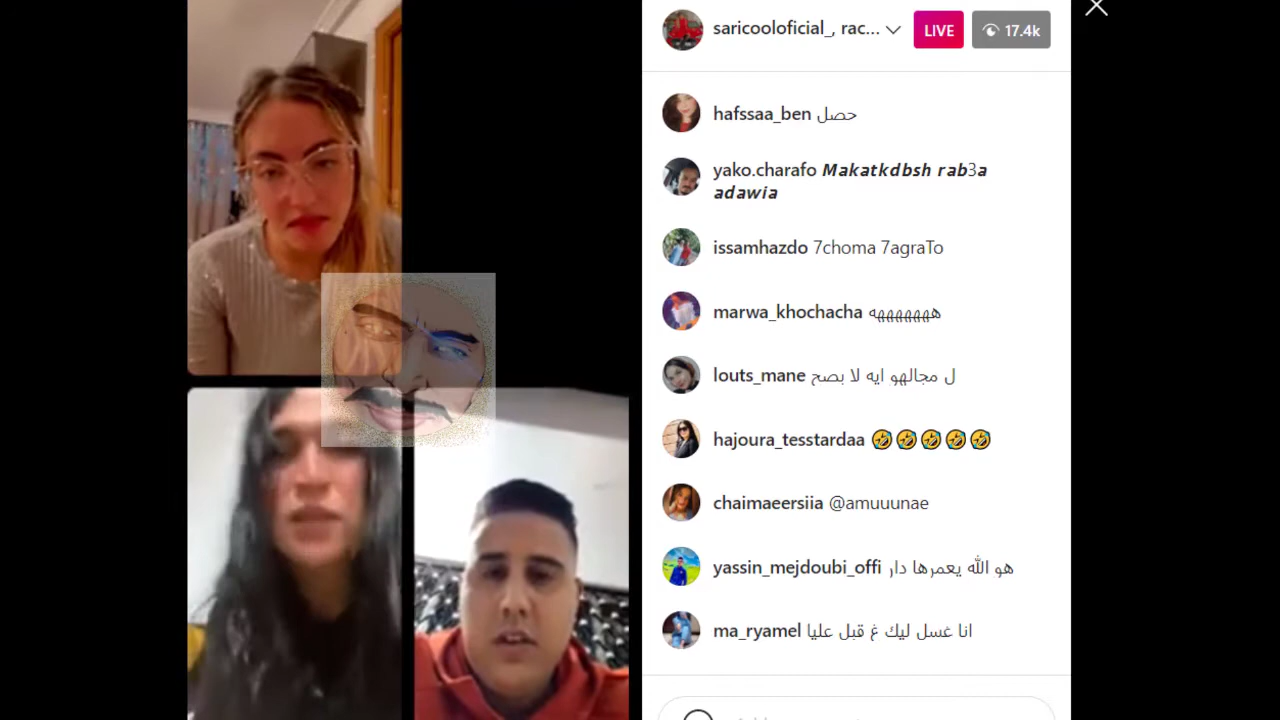 saricooloficial_, rac... LIVE 17.4k
hafssaa_ben حصل
yako.charafo Makatkdbsh rab3a
adawia
issamhazdo 7choma 7agraTo
marwa_khochacha هههههههه
louts_mane ل مجالهو ايه لا بصح
hajoura_tesstardaa 🤣🤣🤣🤣🤣
chaimaeersiia @amuuunae
yassin_mejdoubi_offi هو الله يعمرها دار
ma_ryamel انا غسل ليك غ قبل عليا